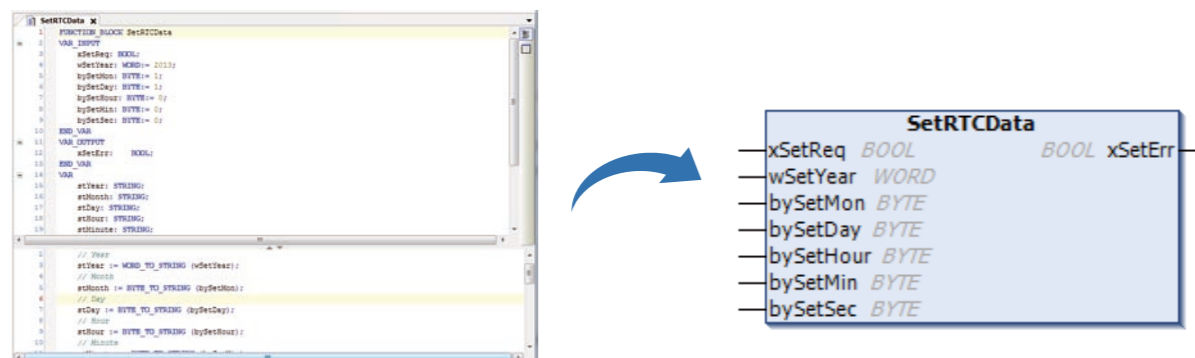 SetRTCData
1 FUNCTION_BLOCK SetRTCData
2 VAR_INPUT
3 xSetReq: BOOL;
4 wSetYear: WORD:= 2013;
5 bySetMon: BYTE:= 1;
6 bySetDay: BYTE:= 1;
7 bySetHour: BYTE:= 0;
8 bySetMin: BYTE:= 0;
9 bySetSec: BYTE:= 0;
10 END_VAR
11 VAR_OUTPUT
12 xSetErr: BOOL;
13 END_VAR
14 VAR
15 stYear: STRING;
16 stMonth: STRING;
17 stDay: STRING;
18 stHour: STRING;
19 stMinute: STRING;
2 // Year
3 stYear := WORD_TO_STRING (wSetYear);
4 // Month
5 stMonth := BYTE_TO_STRING (bySetMon);
6 // Day
7 stDay := BYTE_TO_STRING (bySetDay);
8 // Hour
9 stHour := BYTE_TO_STRING (bySetHour);
10 // Minute
SetRTCData
xSetReq BOOL BOOL xSetErr
wSetYear WORD
bySetMon BYTE
bySetDay BYTE
bySetHour BYTE
bySetMin BYTE
bySetSec BYTE